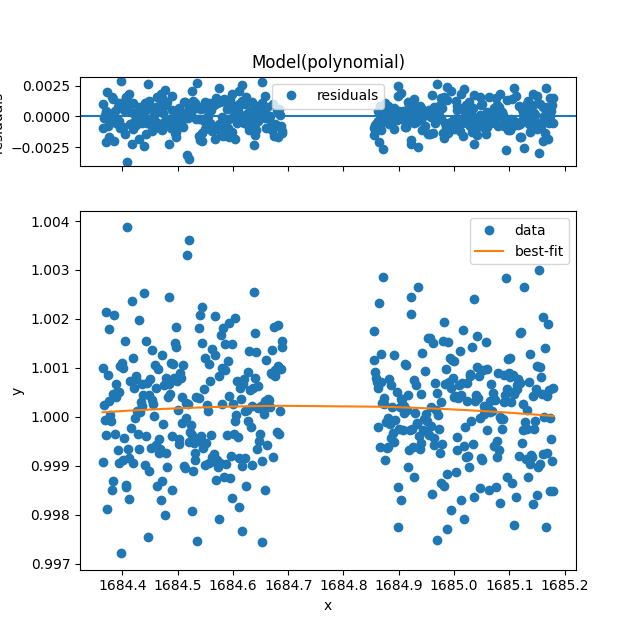 Model(polynomial)
0.0025
0.0000
−0.0025
residuals
residuals
1.004
1.003
1.002
1.001
1.000
0.999
0.998
0.997
y
data
best-fit
1684.4 1684.5 1684.6 1684.7 1684.8 1684.9 1685.0 1685.1 1685.2
x